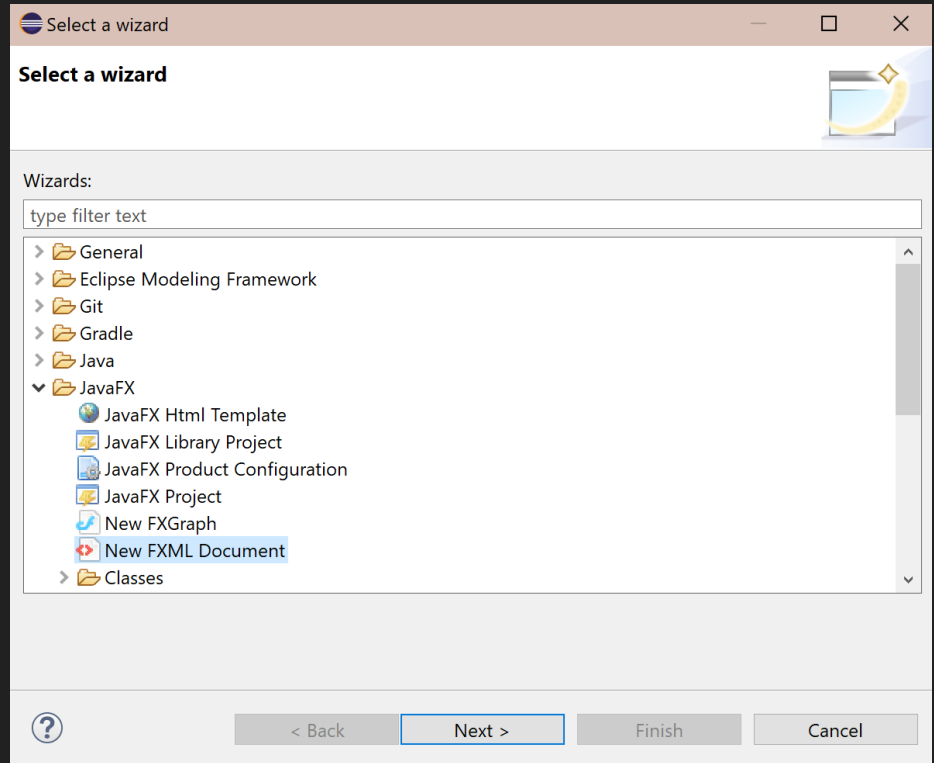 Select a wizard
Select a wizard
Wizards:
type filter text
General
Eclipse Modeling Framework
Git
Gradle
Java
JavaFX
JavaFX Html Template
JavaFX Library Project
JavaFX Product Configuration
JavaFX Project
New FXGraph
New FXML Document
Classes
? < Back Next > Finish Cancel